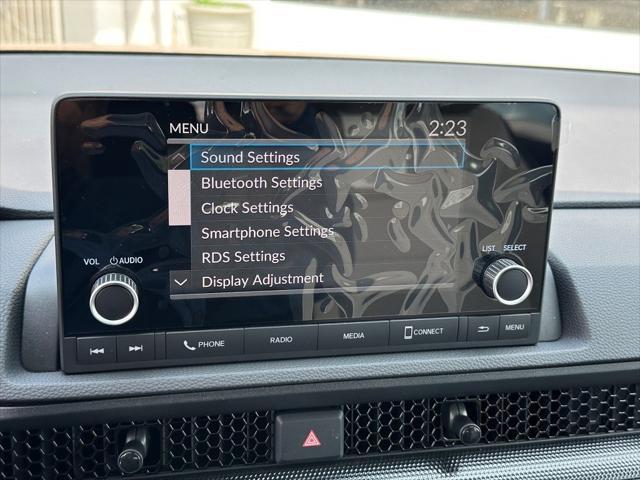 MENU 2:23
Sound Settings
Bluetooth Settings
Clock Settings
Smartphone Settings
RDS Settings
Display Adjustment
VOL AUDIO
LIST SELECT
PHONE RADIO MEDIA CONNECT MENU